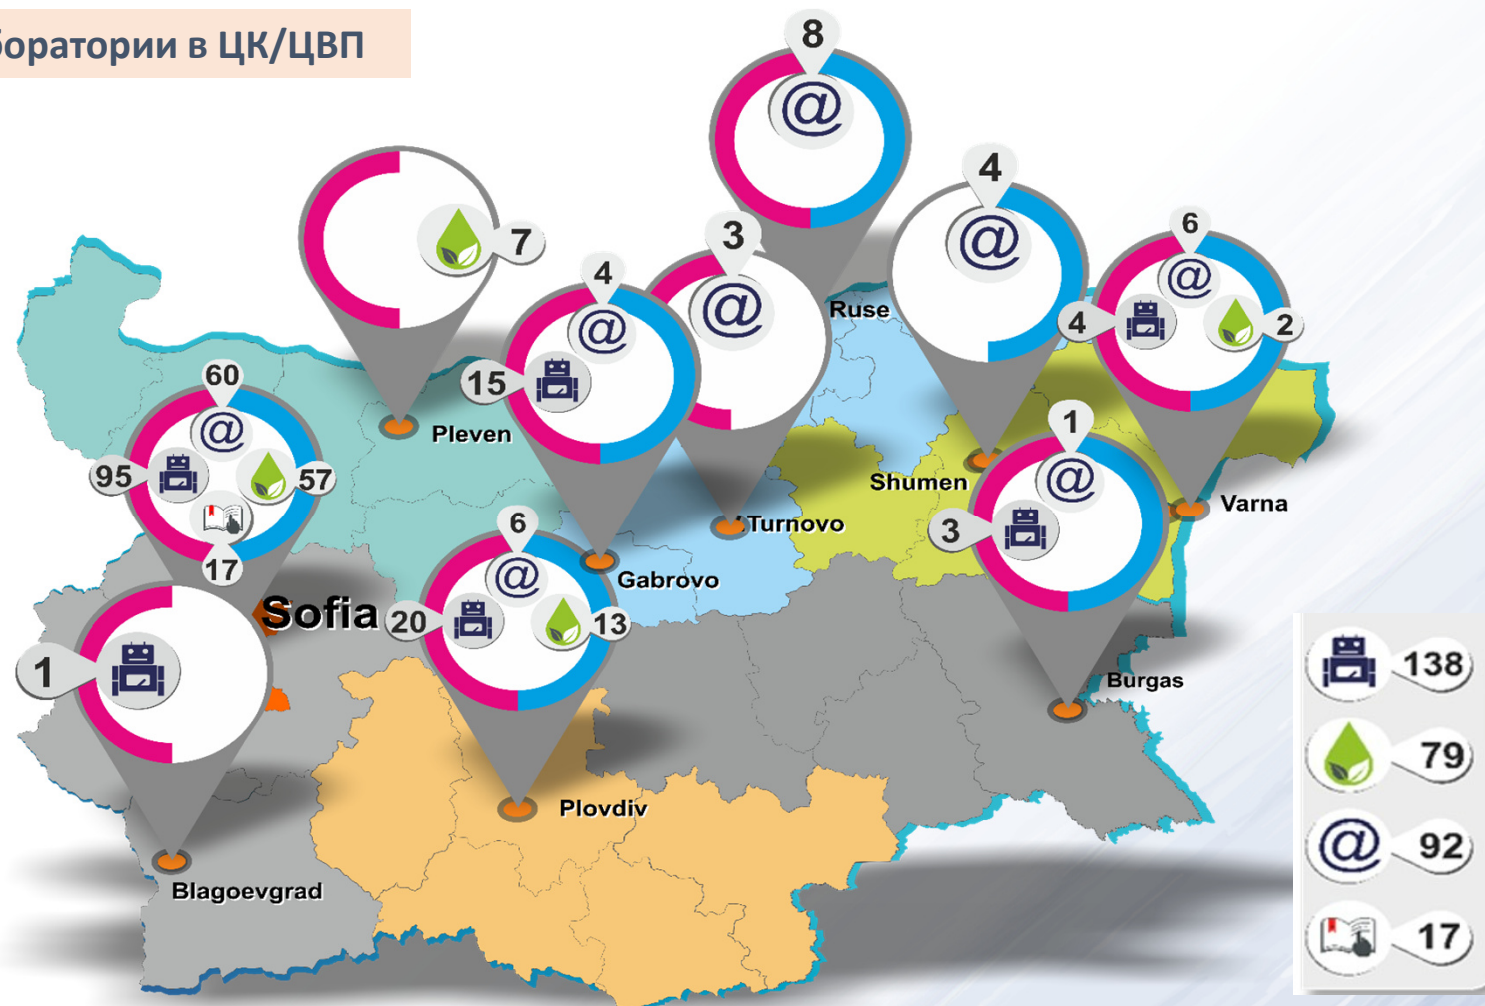 боратории в ЦК/ЦВП
8
4
3
6
7
4
Ruse
4
2
15
60
Pleven
1
95
57
Shumen
Varna
3
Turnovo
6
17
Gabrovo
Sofia
20
13
1
138
Burgas
79
Plovdiv
92
Blagoevgrad
17